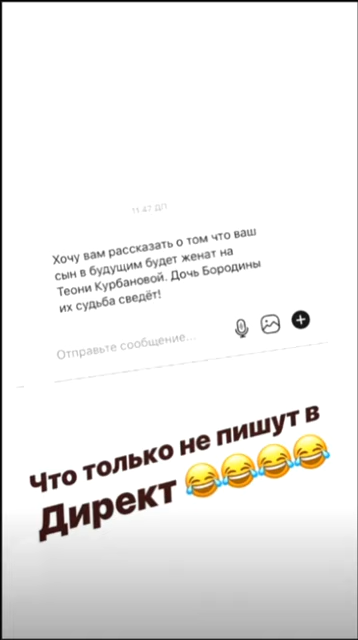 11:47 ДП
Хочу вам рассказать о том что ваш
сын в будущим будет женат на
Теони Курбановой. Дочь Бородины
их судьба сведёт!
Отправьте сообщение...
Что только не пишут в
Директ 😂😂😂😂